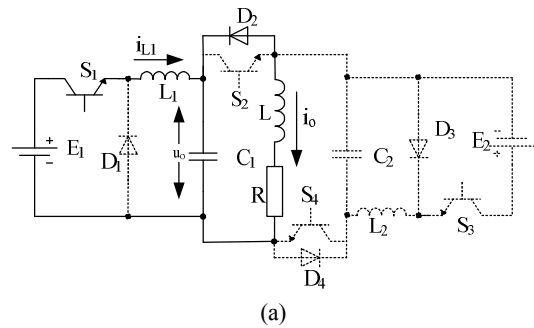 D2
iL1
S1
L1
S2
L
io
D3
E2
+
−
E1
+
−
D1
uo
C1
C2
R
S4
L2
S3
D4
(a)